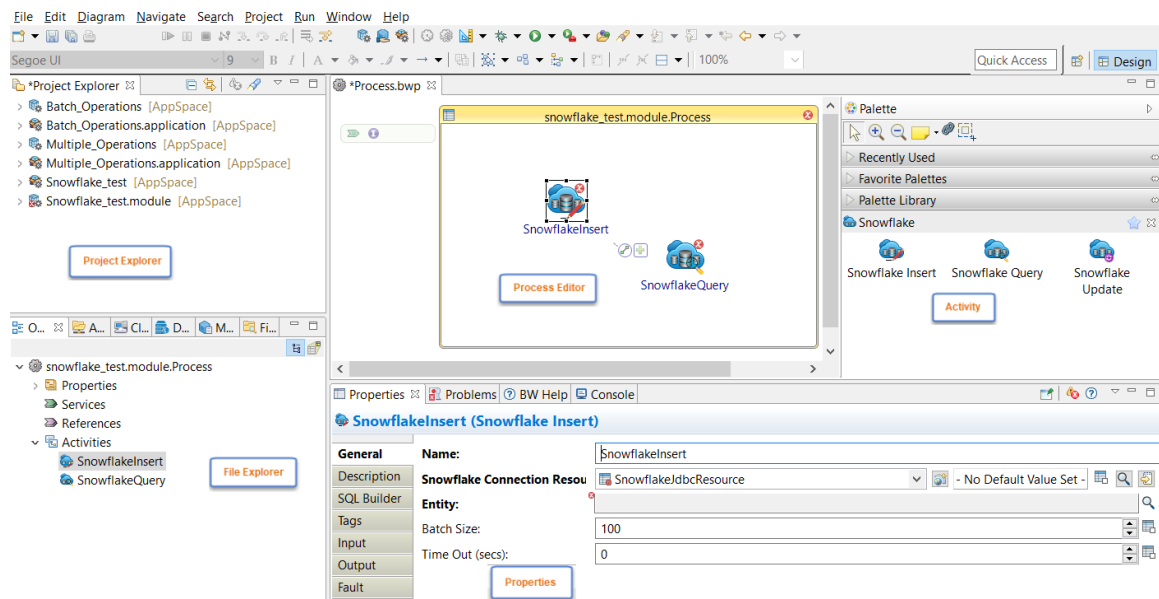 File Edit Diagram Navigate Search Project Run Window Help
Segoe UI 9 B I A 100% Quick Access Design
*Project Explorer
Batch_Operations [AppSpace]
Batch_Operations.application [AppSpace]
Multiple_Operations [AppSpace]
Multiple_Operations.application [AppSpace]
Snowflake_test [AppSpace]
Snowflake_test.module [AppSpace]
Project Explorer
*Process.bwp
snowflake_test.module.Process
SnowflakeInsert
SnowflakeQuery
Process Editor
Palette
Recently Used
Favorite Palettes
Palette Library
Snowflake
Snowflake Insert Snowflake Query Snowflake
Update
Activity
O... A... Cl... D... M... Fi...
snowflake_test.module.Process
Properties
Services
References
Activities
SnowflakeInsert
SnowflakeQuery
File Explorer
Properties Problems BW Help Console
SnowflakeInsert (Snowflake Insert)
General
Description
SQL Builder
Tags
Input
Output
Fault
Name: SnowflakeInsert
Snowflake Connection Resou SnowflakeJdbcResource - No Default Value Set -
Entity:
Batch Size: 100
Time Out (secs): 0
Properties